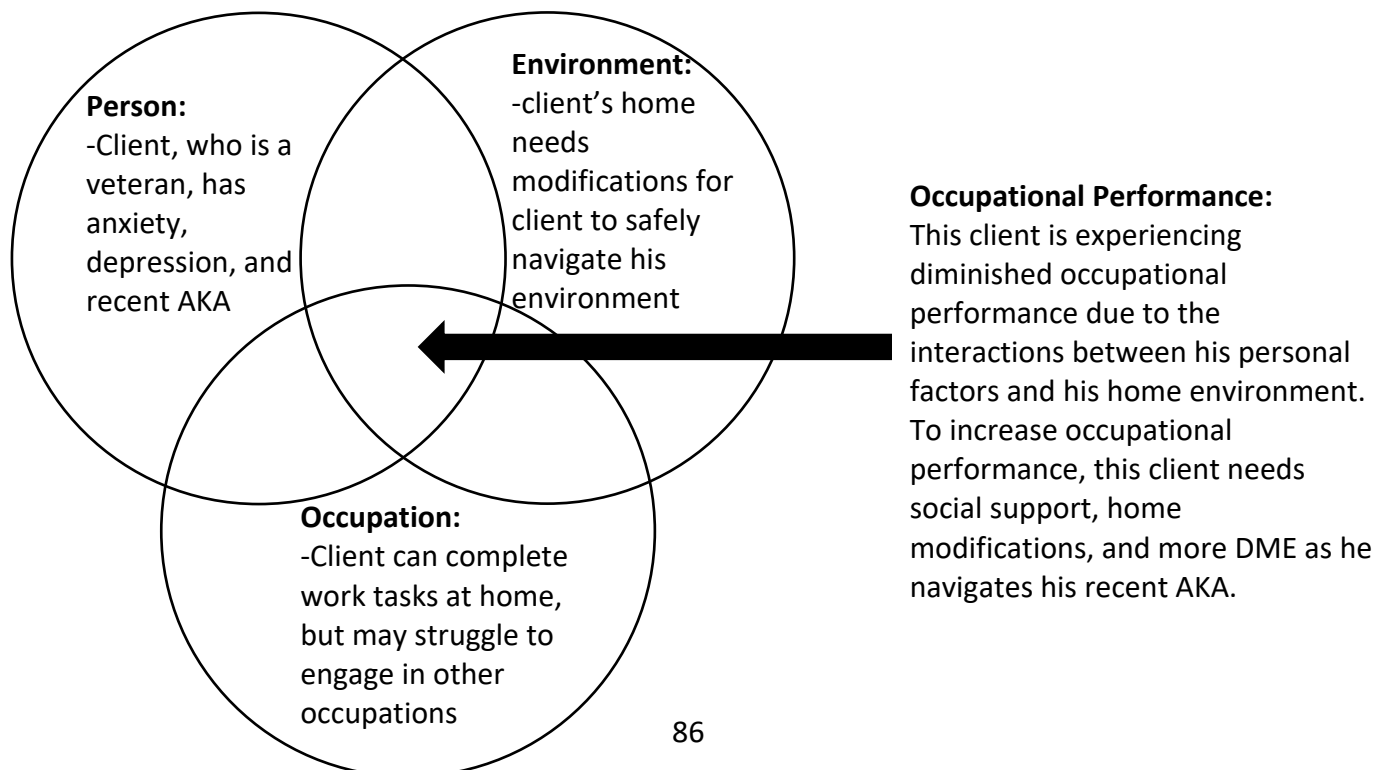 Person:
-Client, who is a
veteran, has
anxiety,
depression, and
recent AKA
Environment:
-client’s home
needs
modifications for
client to safely
navigate his
environment
Occupation:
-Client can complete
work tasks at home,
but may struggle to
engage in other
occupations
Occupational Performance:
This client is experiencing
diminished occupational
performance due to the
interactions between his personal
factors and his home environment.
To increase occupational
performance, this client needs
social support, home
modifications, and more DME as he
navigates his recent AKA.
86